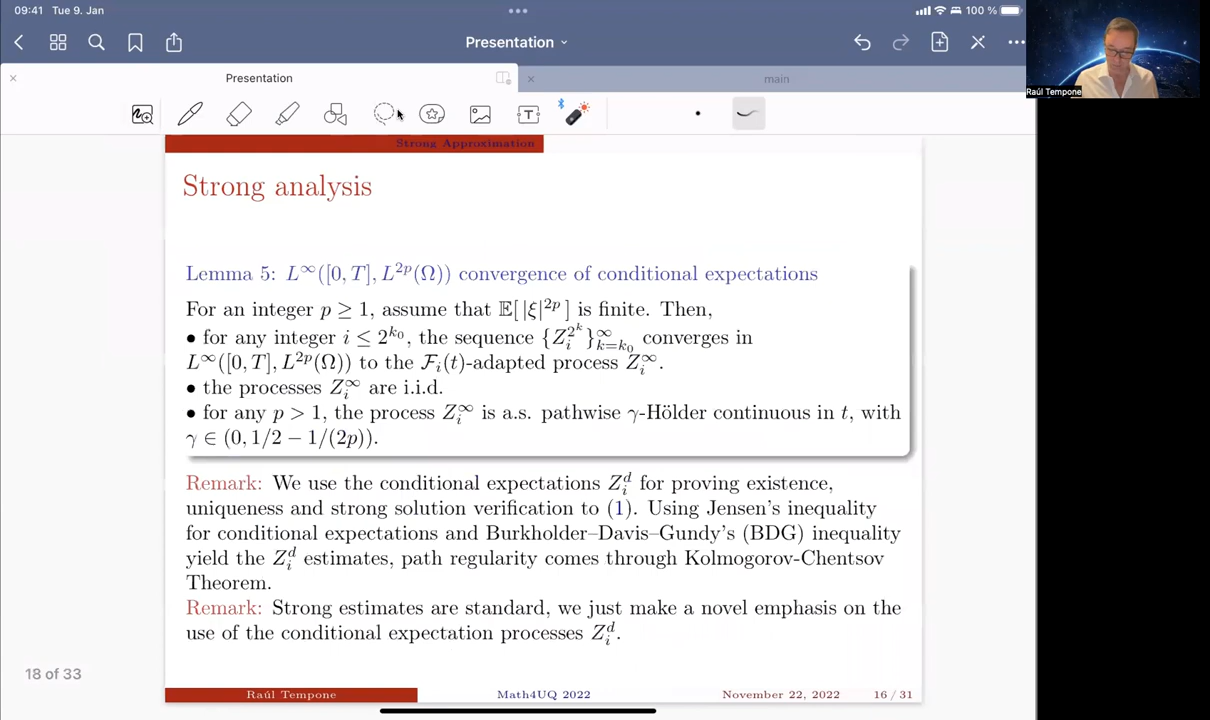 09:41 Tue 9. Jan
100 %
Presentation
Presentation
main
Raúl Tempone
Strong Approximation
Strong analysis
Lemma 5: L^∞([0, T], L^{2p}(Ω)) convergence of conditional expectations
For an integer p ≥ 1, assume that 𝔼[ |ξ|^{2p} ] is finite. Then,
• for any integer i ≤ 2^{k_0}, the sequence {Z_i^{2^k}}_{k=k_0}^∞ converges in
L^∞([0, T], L^{2p}(Ω)) to the ℱ_i(t)-adapted process Z_i^∞.
• the processes Z_i^∞ are i.i.d.
• for any p > 1, the process Z_i^∞ is a.s. pathwise γ-Hölder continuous in t, with
γ ∈ (0, 1/2 − 1/(2p)).
Remark: We use the conditional expectations Z_i^d for proving existence,
uniqueness and strong solution verification to (1). Using Jensen's inequality
for conditional expectations and Burkholder–Davis–Gundy's (BDG) inequality
yield the Z_i^d estimates, path regularity comes through Kolmogorov-Chentsov
Theorem.
Remark: Strong estimates are standard, we just make a novel emphasis on the
use of the conditional expectation processes Z_i^d.
18 of 33
Raúl Tempone
Math4UQ 2022
November 22, 2022
16 / 31